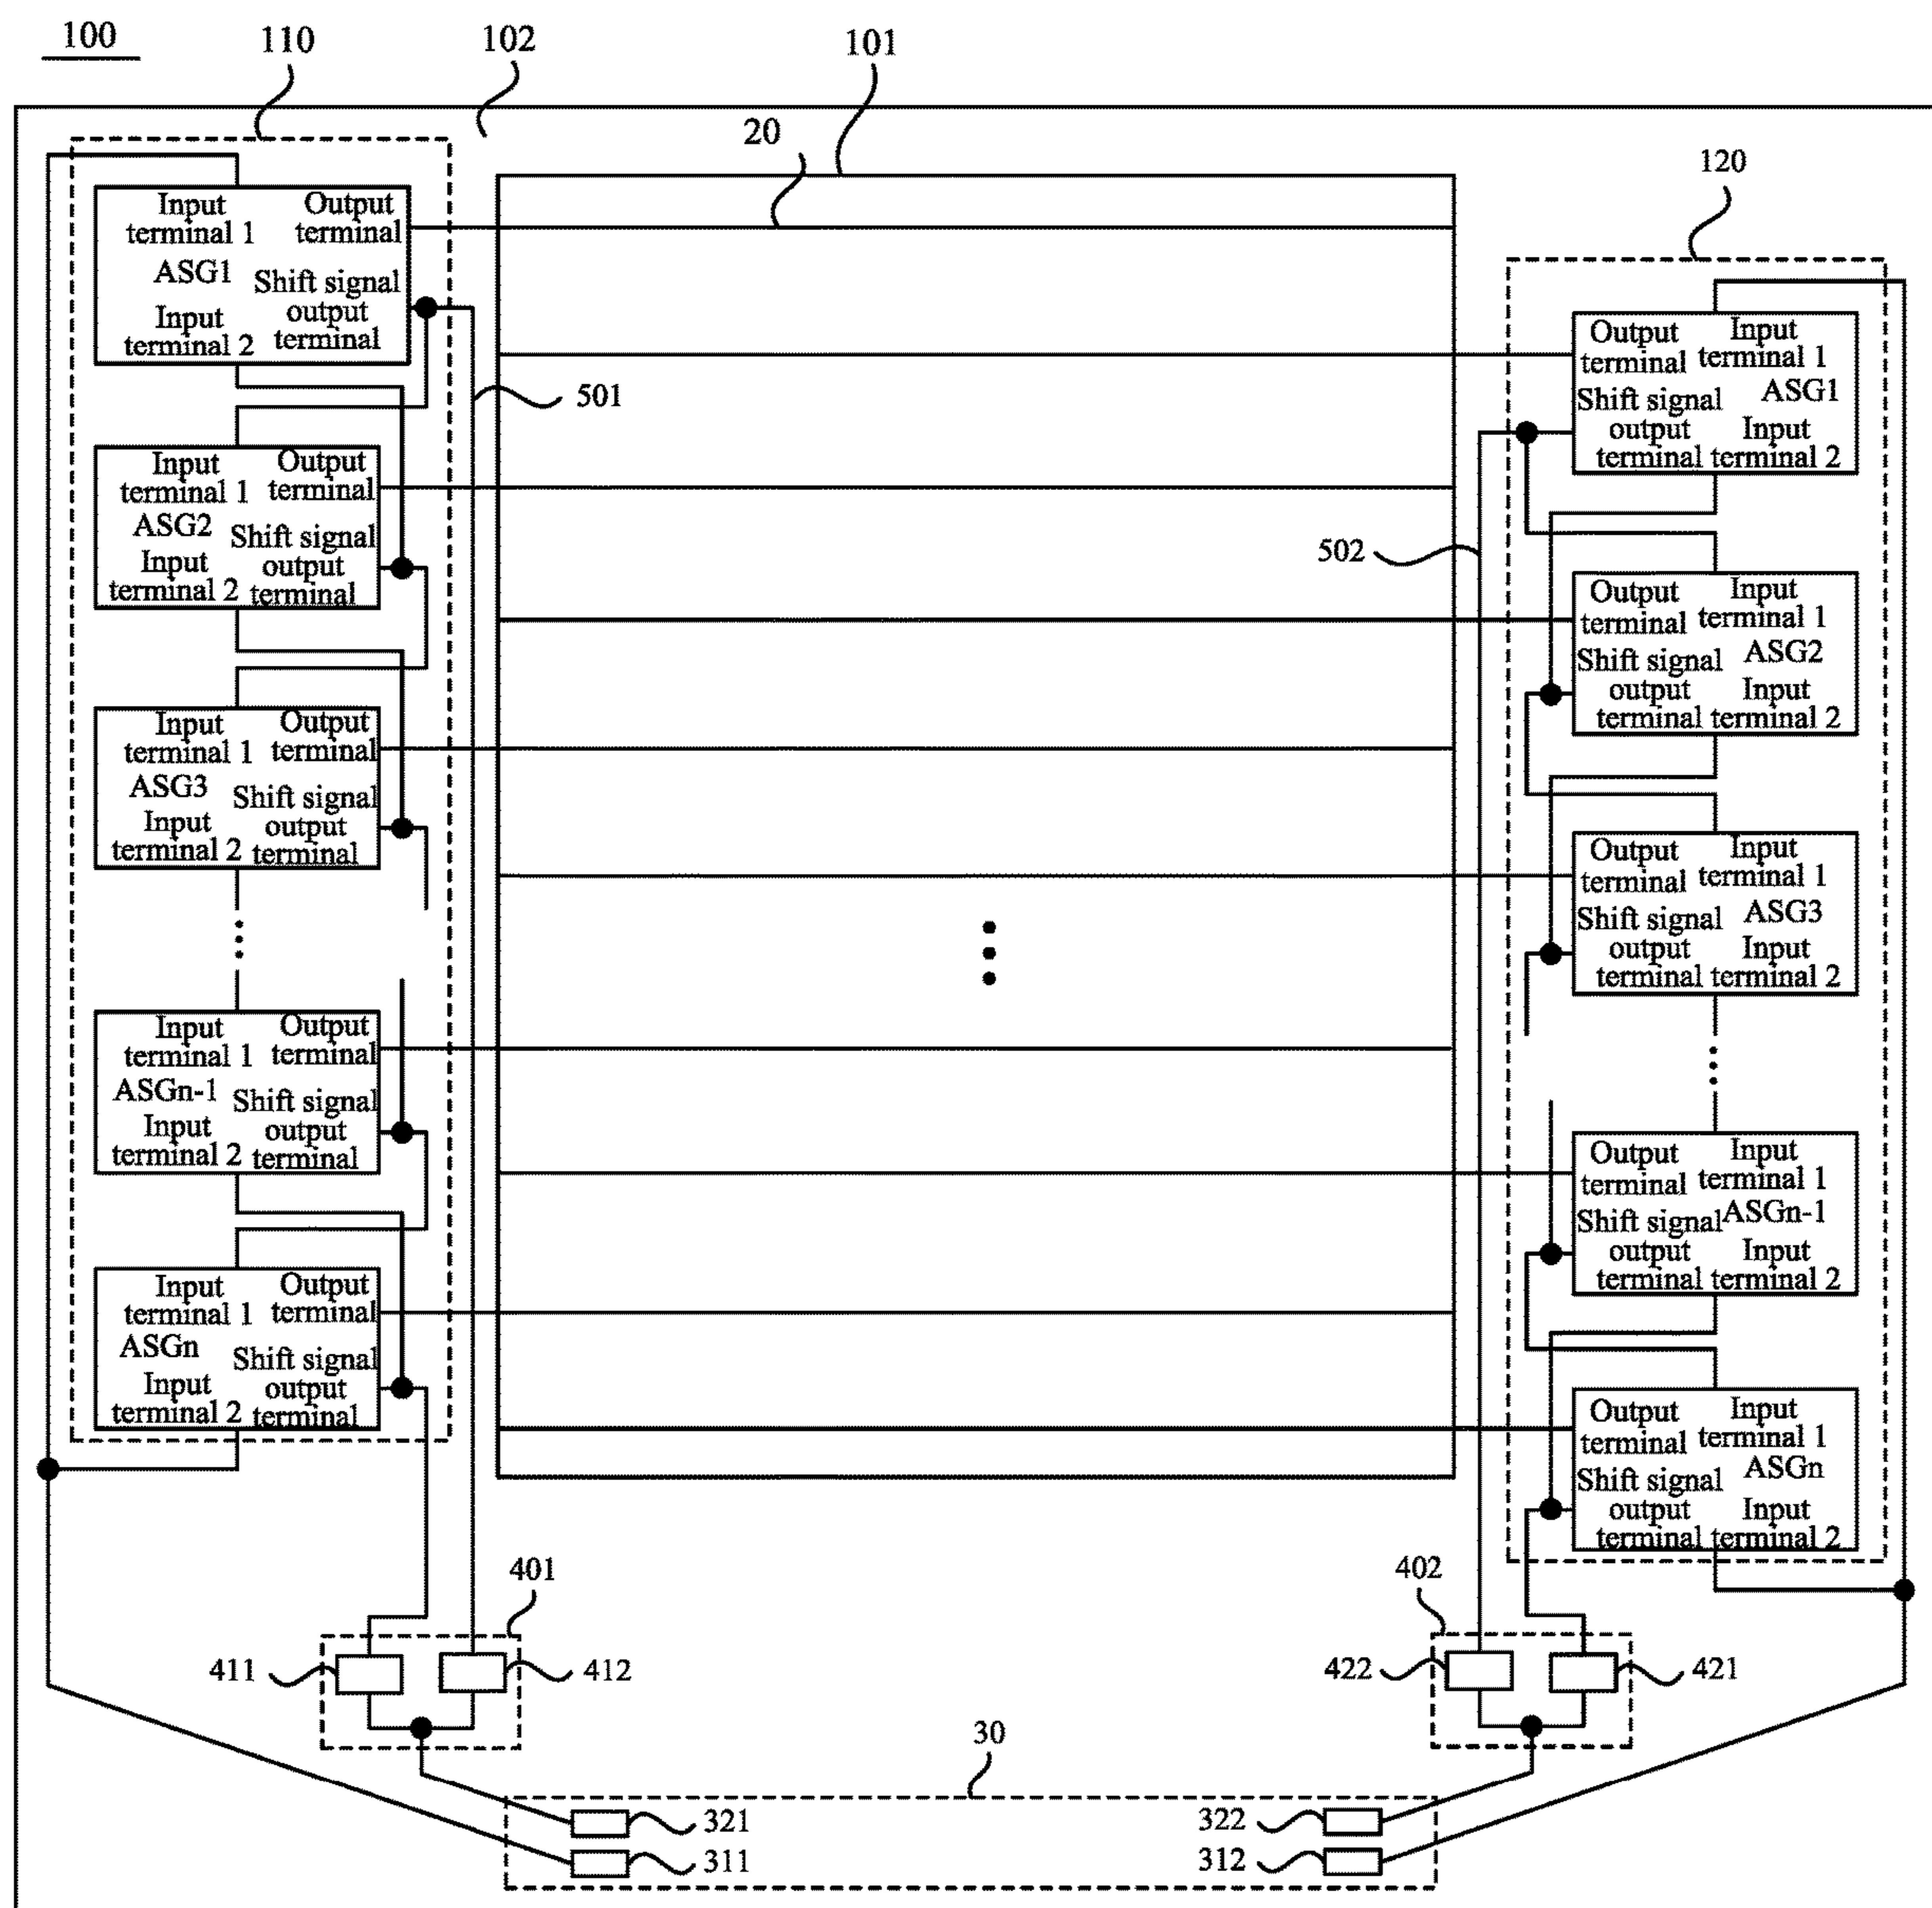 100
110
102
101
20
120
Input
terminal 1
Output
terminal
ASG1
Shift signal
output
terminal
Input
terminal 2
501
Input
terminal 1
Output
terminal
ASG2
Shift signal
output
terminal
Input
terminal 2
Input
terminal 1
Output
terminal
ASG3
Shift signal
output
terminal
Input
terminal 2
Input
terminal 1
Output
terminal
ASGn-1
Shift signal
output
terminal
Input
terminal 2
Input
terminal 1
Output
terminal
ASGn
Shift signal
output
terminal
Input
terminal 2
Output
terminal
Input
terminal 1
ASG1
Shift signal
output
terminal
Input
terminal 2
502
Output
terminal
Input
terminal 1
ASG2
Shift signal
output
terminal
Input
terminal 2
Output
terminal
Input
terminal 1
ASG3
Shift signal
output
terminal
Input
terminal 2
Output
terminal
Input
terminal 1
ASGn-1
Shift signal
output
terminal
Input
terminal 2
Output
terminal
Input
terminal 1
ASGn
Shift signal
output
terminal
Input
terminal 2
401
402
411
412
422
421
30
321
322
311
312